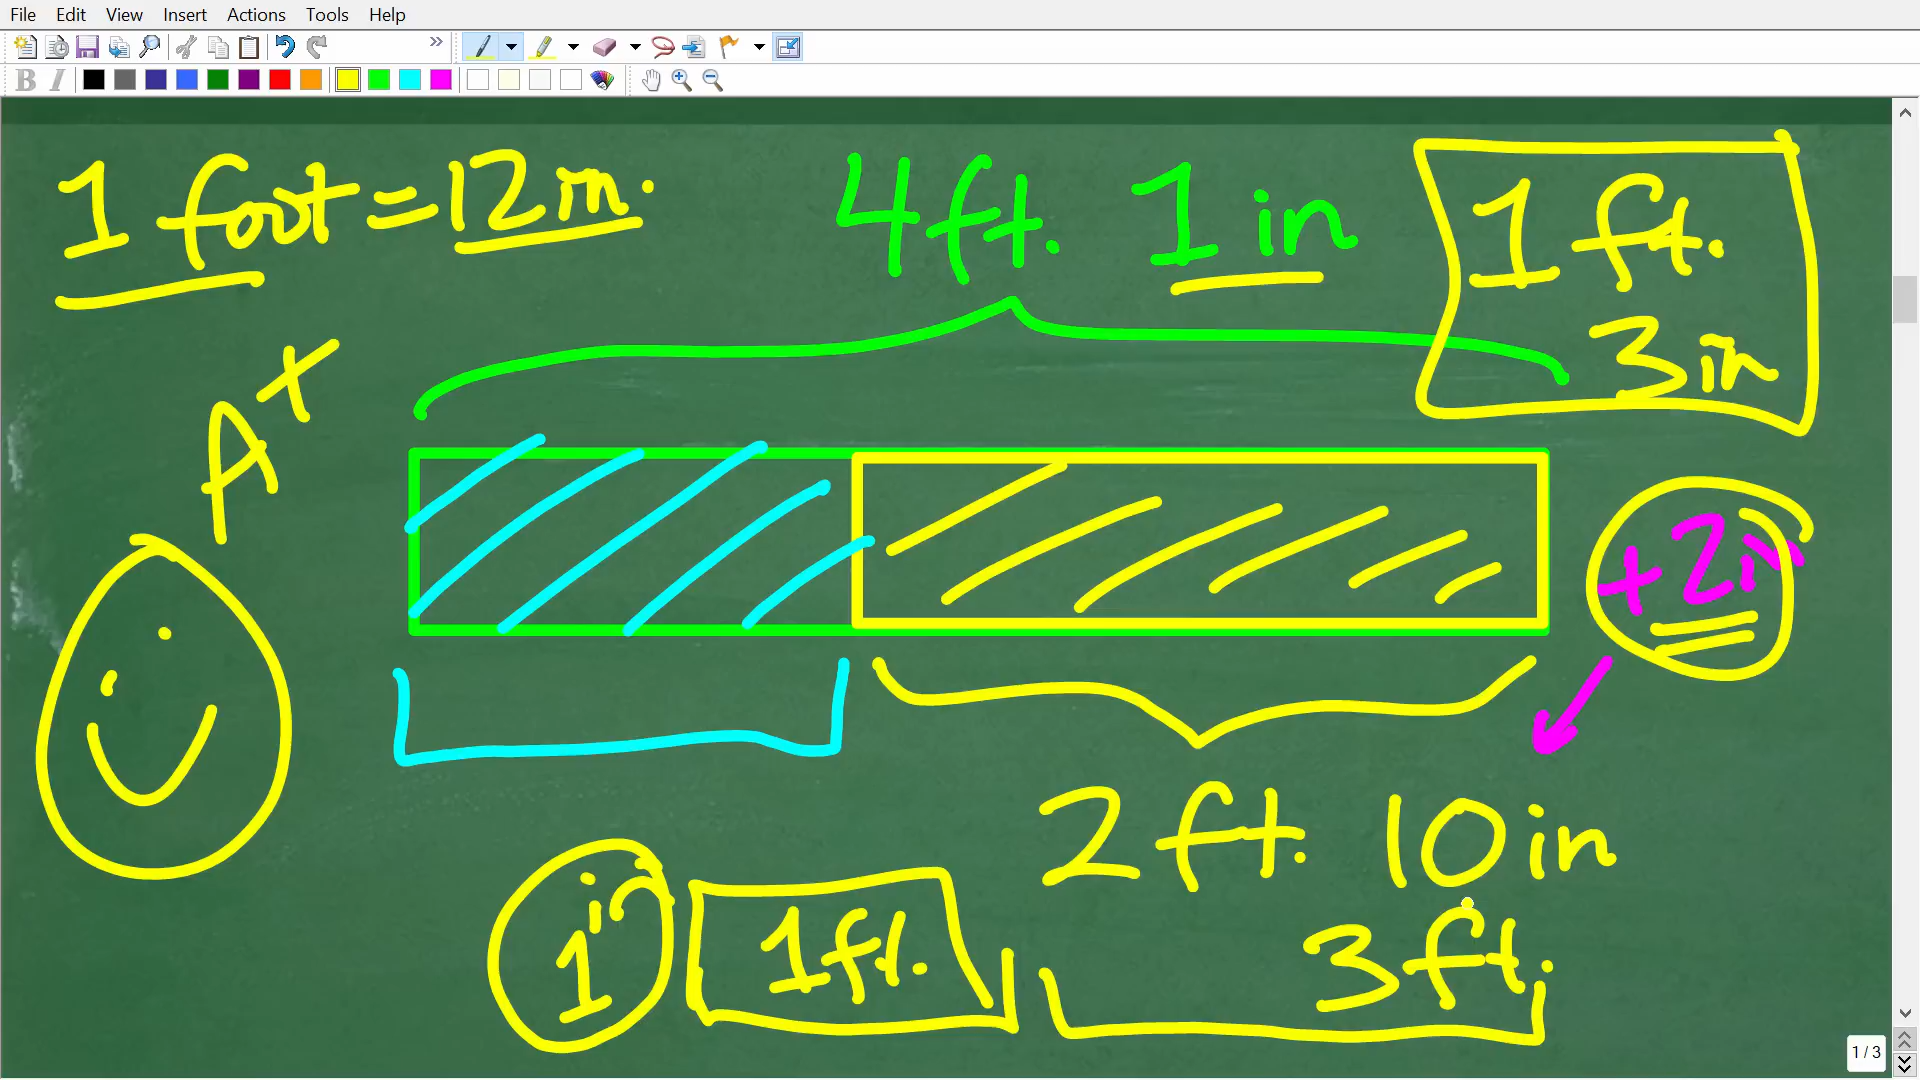 File Edit View Insert Actions Tools Help
B I
1 foot = 12 in.
4 ft. 1 in
1 ft.
3 in
A+
+2in
2 ft. 10 in
1 in
1 ft.
3 ft.
1 / 3